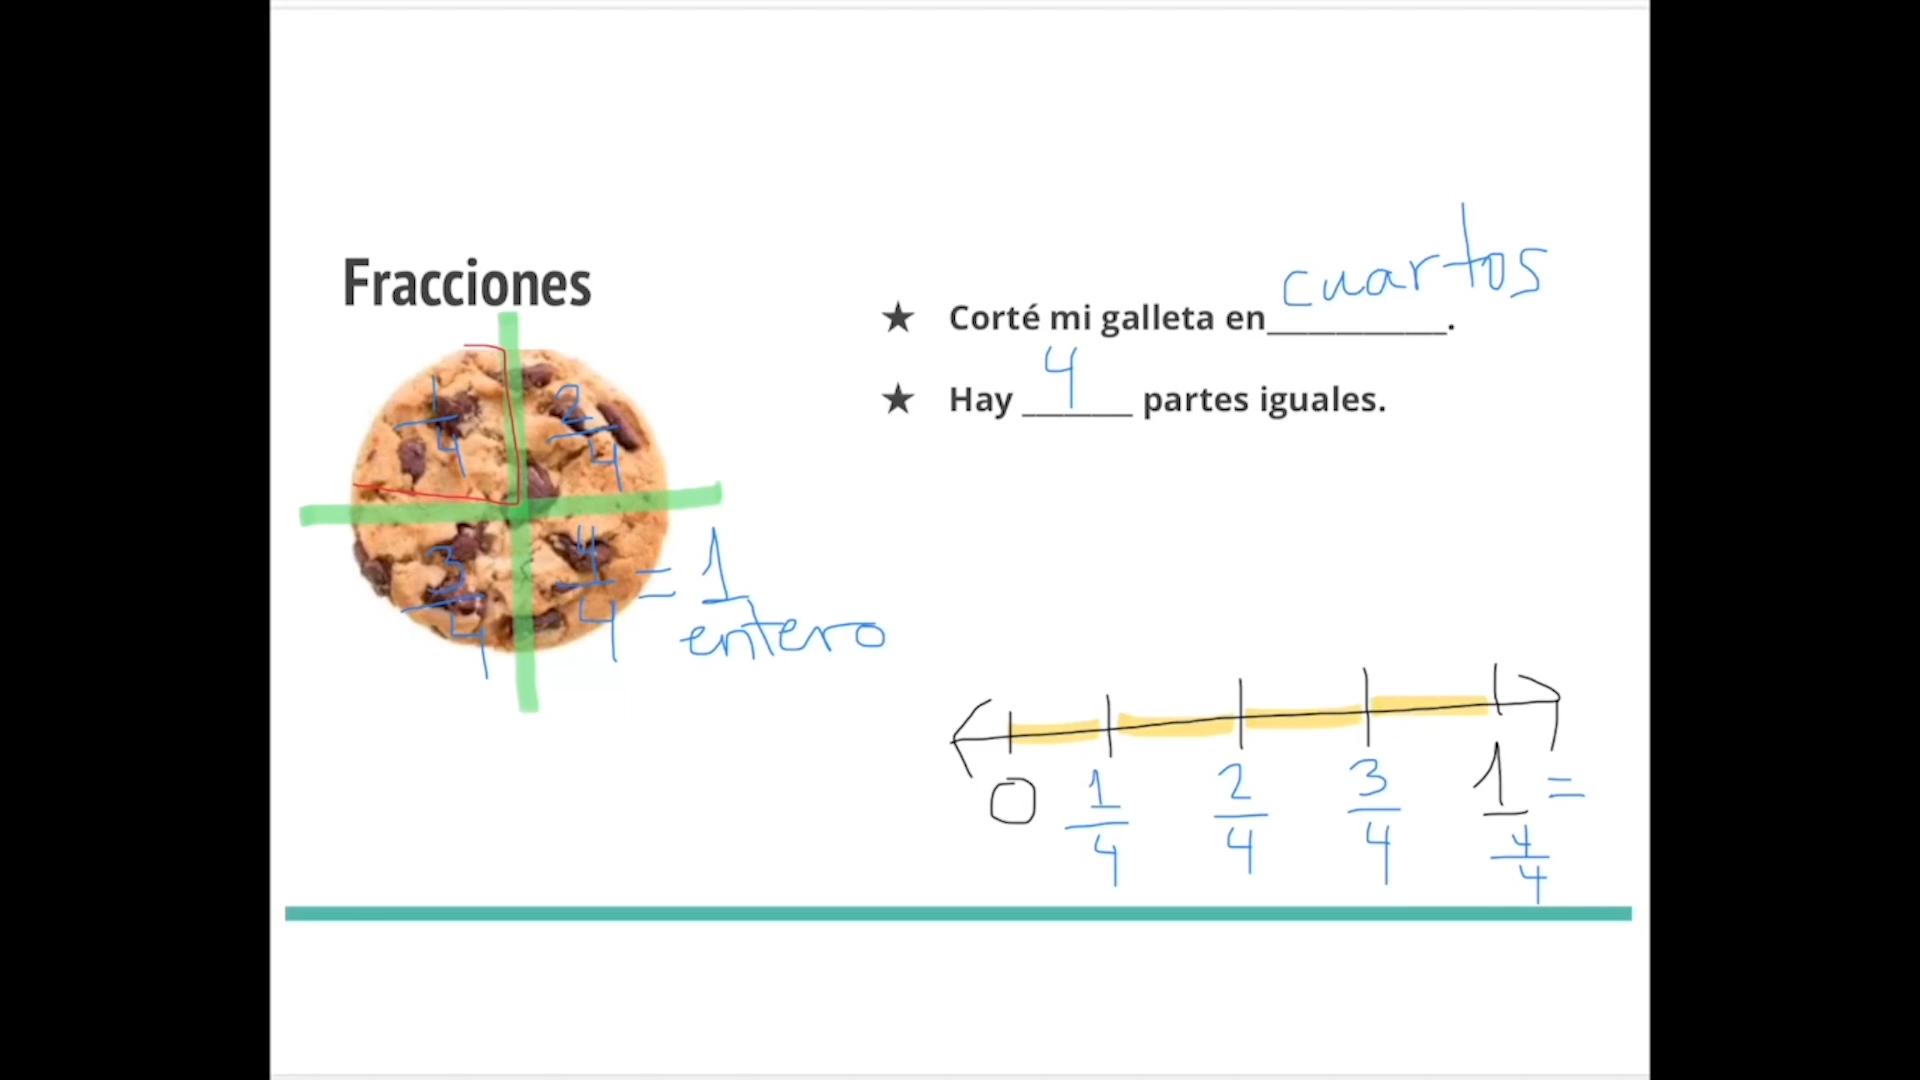 Fracciones
★ Corté mi galleta en cuartos.
★ Hay 4 partes iguales.
1/4 2/4
3/4 4/4 = 1
entero
0 1/4 2/4 3/4 1 =
4/4